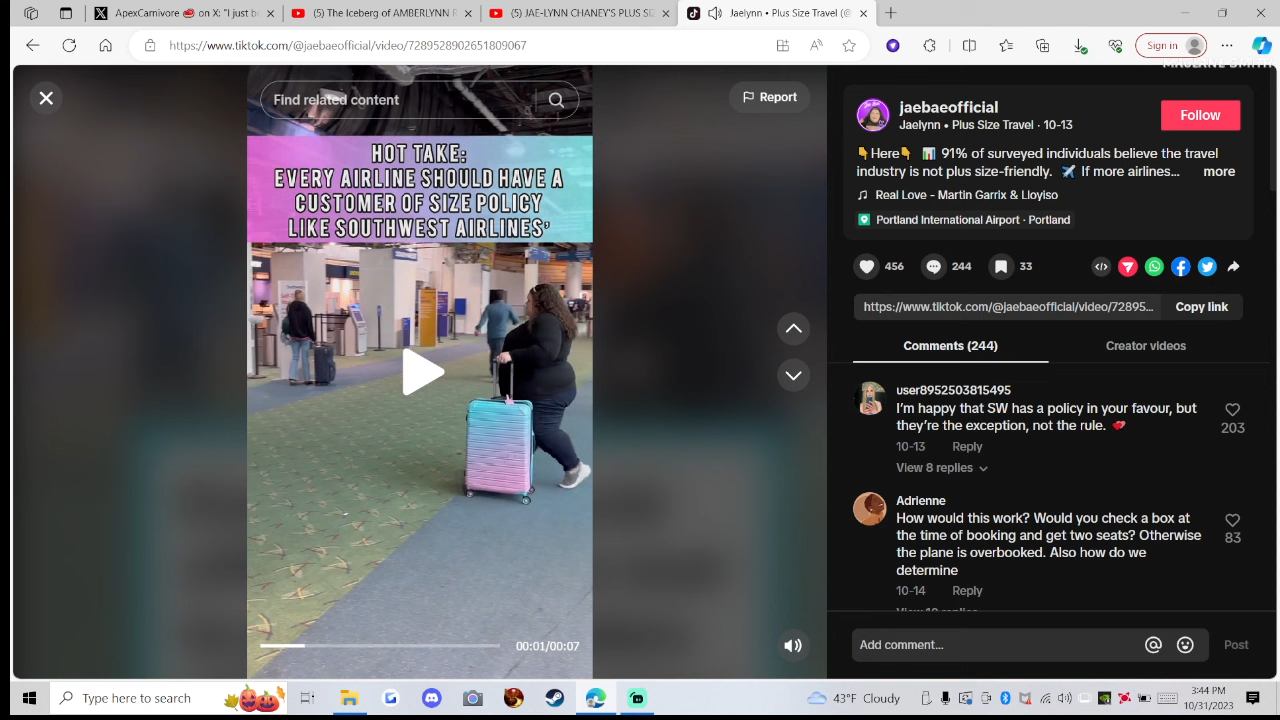 ApexCarnivore 🥩 on X: "I just b
(5) The Iceberg of AMBERLYNN R
(5) JAE-LYNN CHANEY'S PLUS SI
Jaelynn • Plus Size Travel (@
https://www.tiktok.com/@jaebaeofficial/video/7289528902651809067
Sign in
Find related content
Report
HOT TAKE:
EVERY AIRLINE SHOULD HAVE A
CUSTOMER OF SIZE POLICY
LIKE SOUTHWEST AIRLINES'
00:01/00:07
jaebaeofficial
Jaelynn • Plus Size Travel · 10-13
Follow
👇Here👇 📊 91% of surveyed individuals believe the travel
industry is not plus size-friendly. ✈️ If more airlines... more
♫ Real Love - Martin Garrix & Lloyiso
Portland International Airport · Portland
456
244
33
https://www.tiktok.com/@jaebaeofficial/video/72895...
Copy link
Comments (244)
Creator videos
user8952503815495
I'm happy that SW has a policy in your favour, but
they're the exception, not the rule. 💞
203
10-13 Reply
View 8 replies
Adrienne
How would this work? Would you check a box at
the time of booking and get two seats? Otherwise
the plane is overbooked. Also how do we
determine
83
10-14 Reply
Add comment...
Post
Type here to search
43°F Cloudy
3:44 PM
10/31/2023